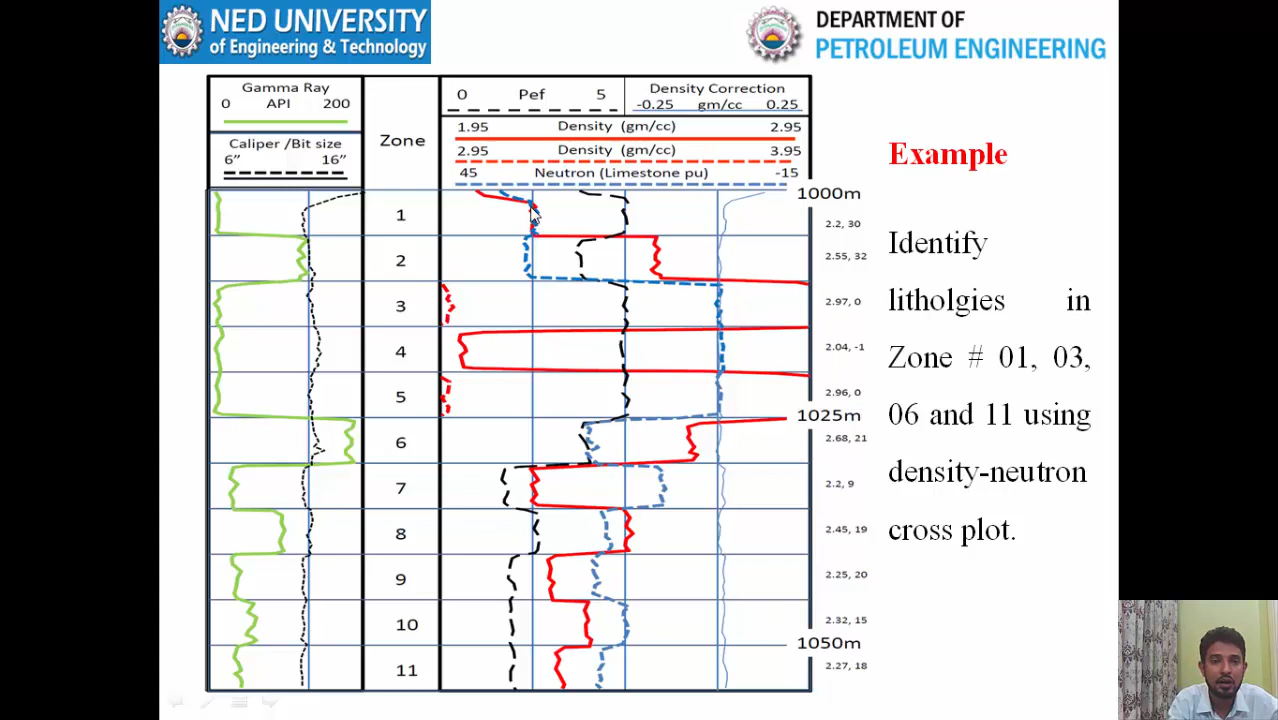 NED UNIVERSITY
of Engineering & Technology
DEPARTMENT OF
PETROLEUM ENGINEERING
Gamma Ray
0 API 200
Caliper /Bit size
6” 16”
Zone
0 Pef 5
Density Correction
-0.25 gm/cc 0.25
1.95 Density (gm/cc) 2.95
2.95 Density (gm/cc) 3.95
45 Neutron (Limestone pu) -15
1000m
1
2.2, 30
2
2.55, 32
3
2.97, 0
4
2.04, -1
5
2.96, 0
1025m
6
2.68, 21
7
2.2, 9
8
2.45, 19
9
2.25, 20
10
2.32, 15
1050m
11
2.27, 18
Example
Identify
litholgies in
Zone # 01, 03,
06 and 11 using
density-neutron
cross plot.